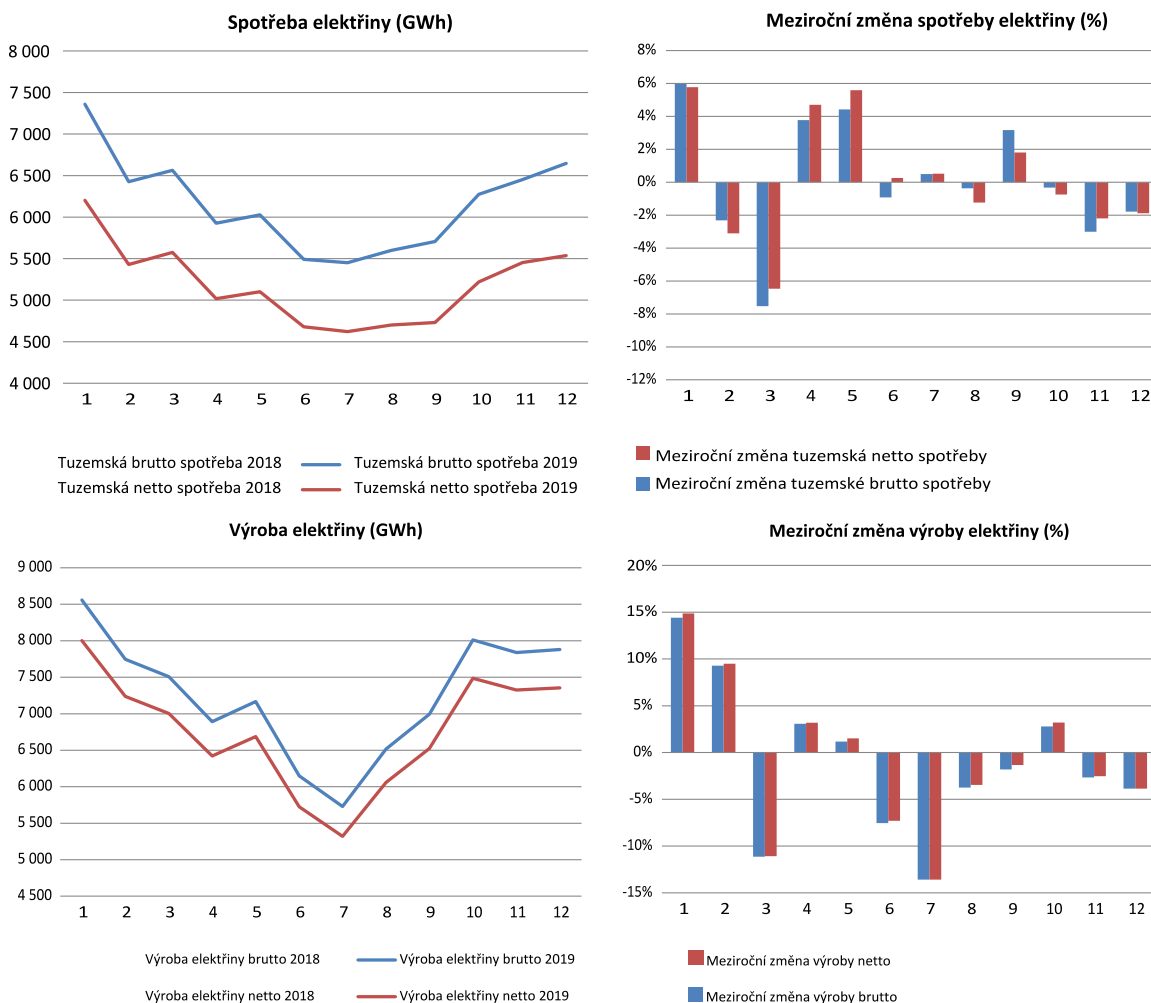 Spotřeba elektřiny (GWh)
8 000
7 500
7 000
6 500
6 000
5 500
5 000
4 500
4 000
1 2 3 4 5 6 7 8 9 10 11 12
Tuzemská brutto spotřeba 2018 Tuzemská brutto spotřeba 2019
Tuzemská netto spotřeba 2018 Tuzemská netto spotřeba 2019
Meziroční změna spotřeby elektřiny (%)
8%
6%
4%
2%
0%
-2%
-4%
-6%
-8%
-10%
-12%
1 2 3 4 5 6 7 8 9 10 11 12
Meziroční změna tuzemská netto spotřeby
Meziroční změna tuzemské brutto spotřeby
Výroba elektřiny (GWh)
9 000
8 500
8 000
7 500
7 000
6 500
6 000
5 500
5 000
4 500
1 2 3 4 5 6 7 8 9 10 11 12
Výroba elektřiny brutto 2018 Výroba elektřiny brutto 2019
Výroba elektřiny netto 2018 Výroba elektřiny netto 2019
Meziroční změna výroby elektřiny (%)
20%
15%
10%
5%
0%
-5%
-10%
-15%
1 2 3 4 5 6 7 8 9 10 11 12
Meziroční změna výroby netto
Meziroční změna výroby brutto